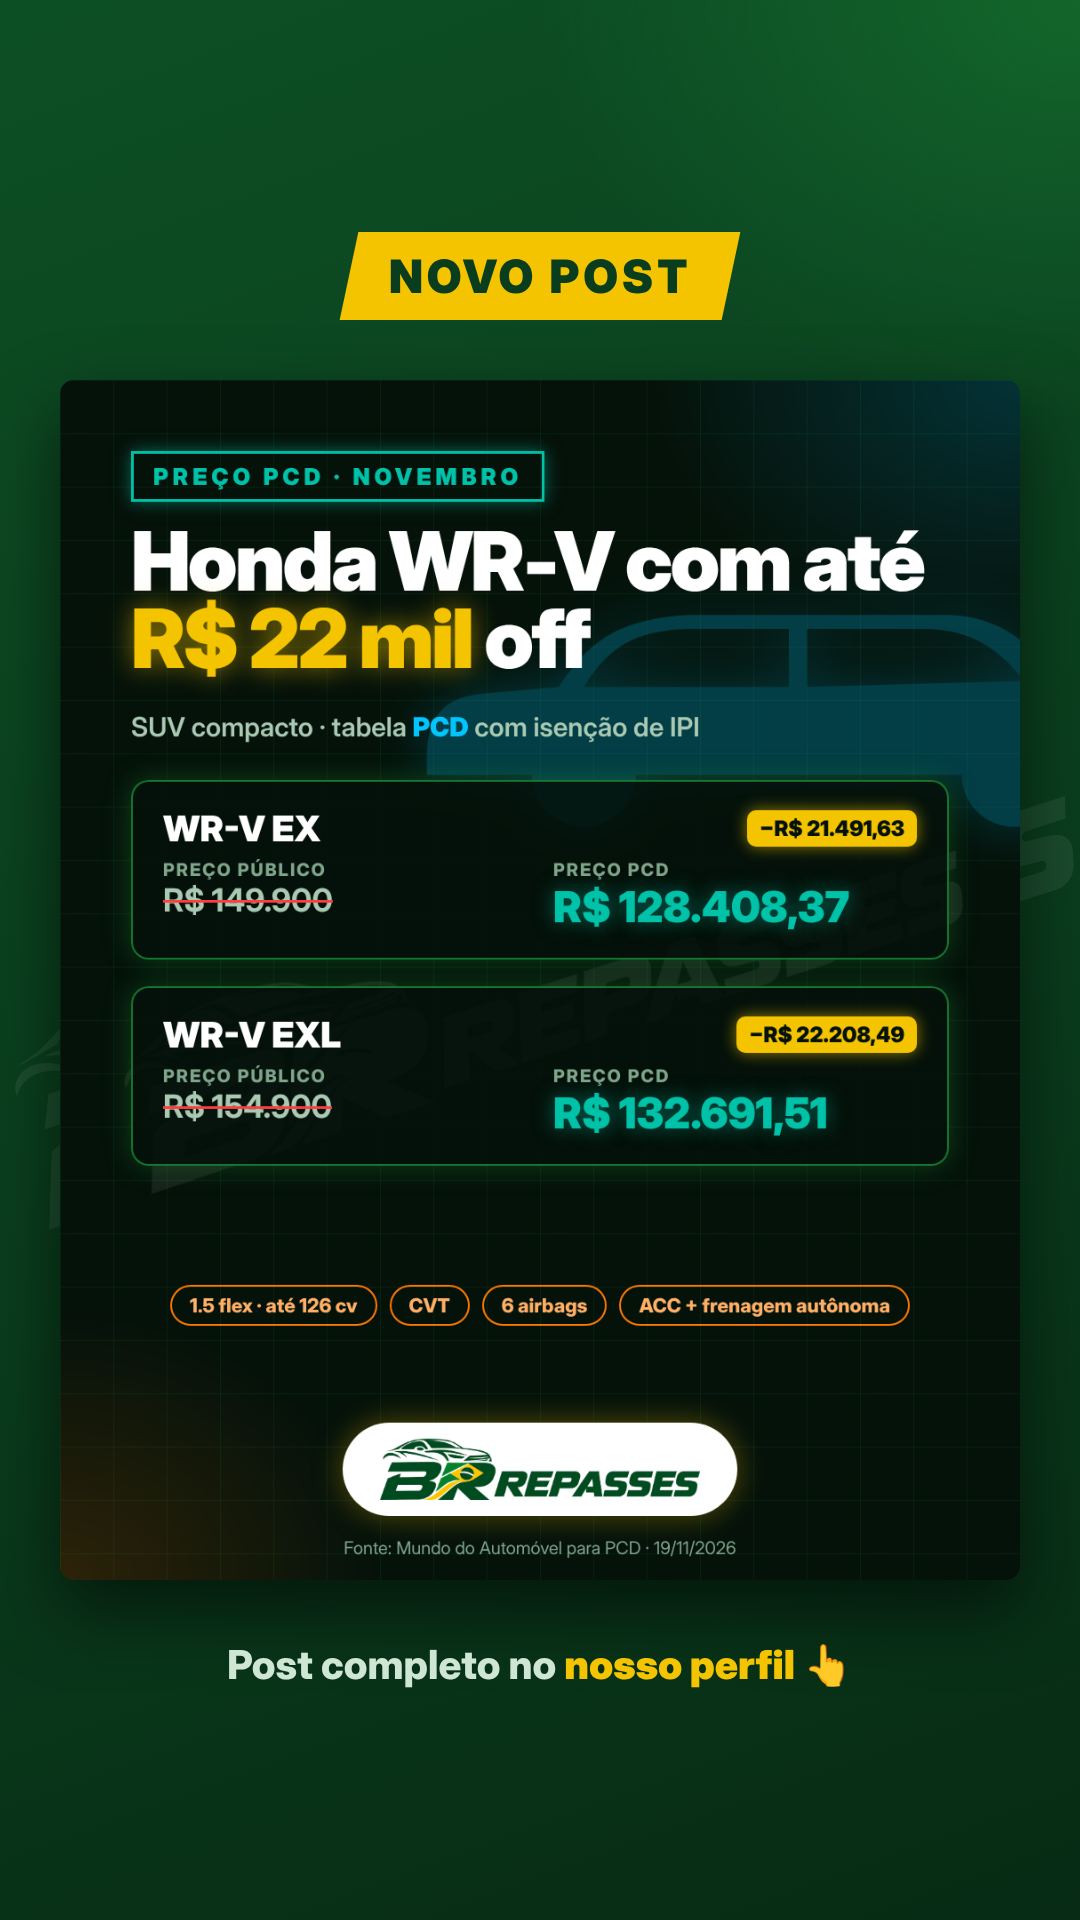 NOVO POST
PREÇO PCD · NOVEMBRO
Honda WR-V com até
R$ 22 mil off
SUV compacto · tabela PCD com isenção de IPI
WR-V EX
−R$ 21.491,63
PREÇO PÚBLICO
PREÇO PCD
R$ 149.900
R$ 128.408,37
WR-V EXL
−R$ 22.208,49
PREÇO PÚBLICO
PREÇO PCD
R$ 154.900
R$ 132.691,51
1.5 flex · até 126 cv
CVT
6 airbags
ACC + frenagem autônoma
BR REPASSES
Fonte: Mundo do Automóvel para PCD · 19/11/2026
Post completo no nosso perfil 👆
BR REPASSES